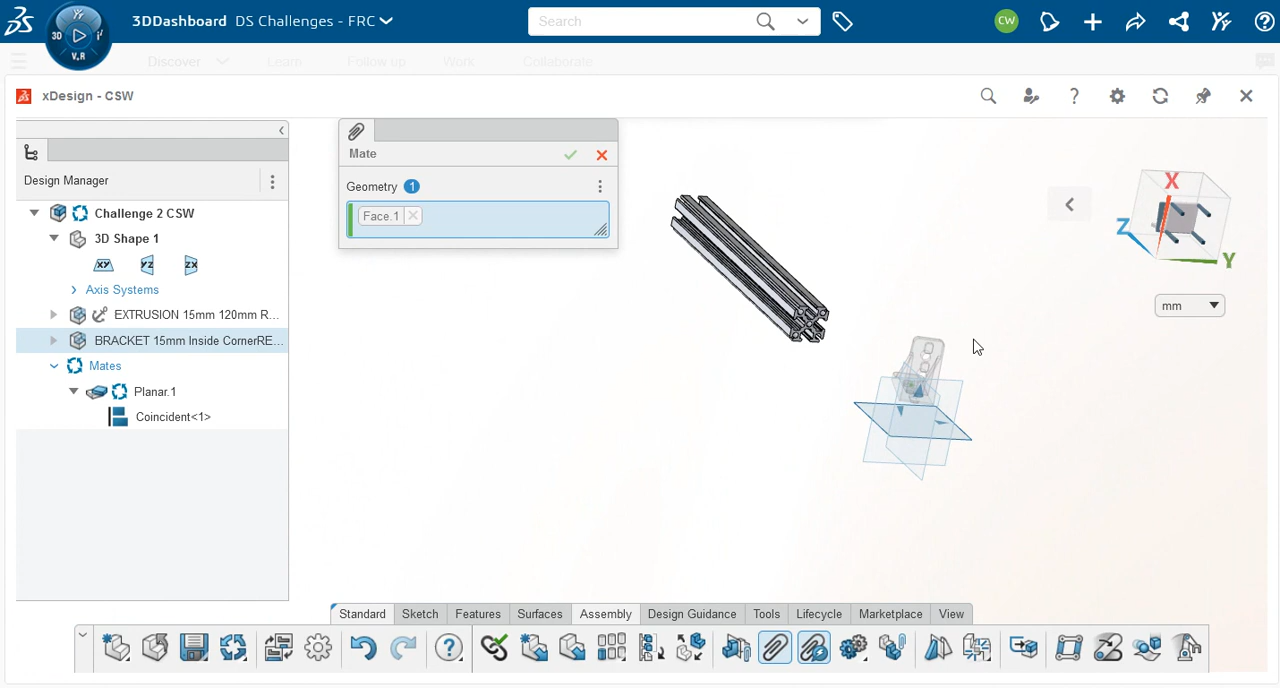 3DDashboard DS Challenges - FRC
Search
CW
3D
V.R
Discover
Learn
Follow up
Work
Collaborate
xDesign - CSW
Mate
Design Manager
Geometry 1
Face.1
Challenge 2 CSW
3D Shape 1
XY
YZ
ZX
Axis Systems
EXTRUSION 15mm 120mm R...
BRACKET 15mm Inside CornerRE...
Mates
Planar.1
Coincident<1>
X
Z
Y
mm
Standard
Sketch
Features
Surfaces
Assembly
Design Guidance
Tools
Lifecycle
Marketplace
View